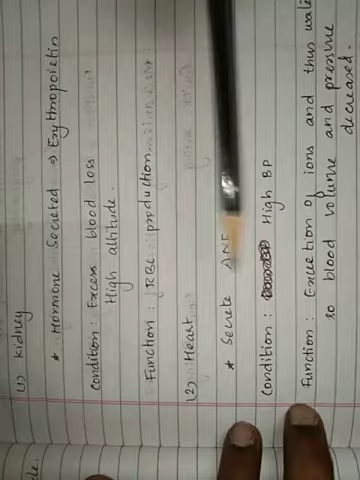 (1) Kidney
* Hormone Secreted ⇒ Erythropoietin
Condition : Excess blood loss
High altitude.
Function : RBC production
(2) Heart
* Secrete ANF
Condition : High BP
Function : Excretion of ions and thus
so blood volume and pressure
decreased.